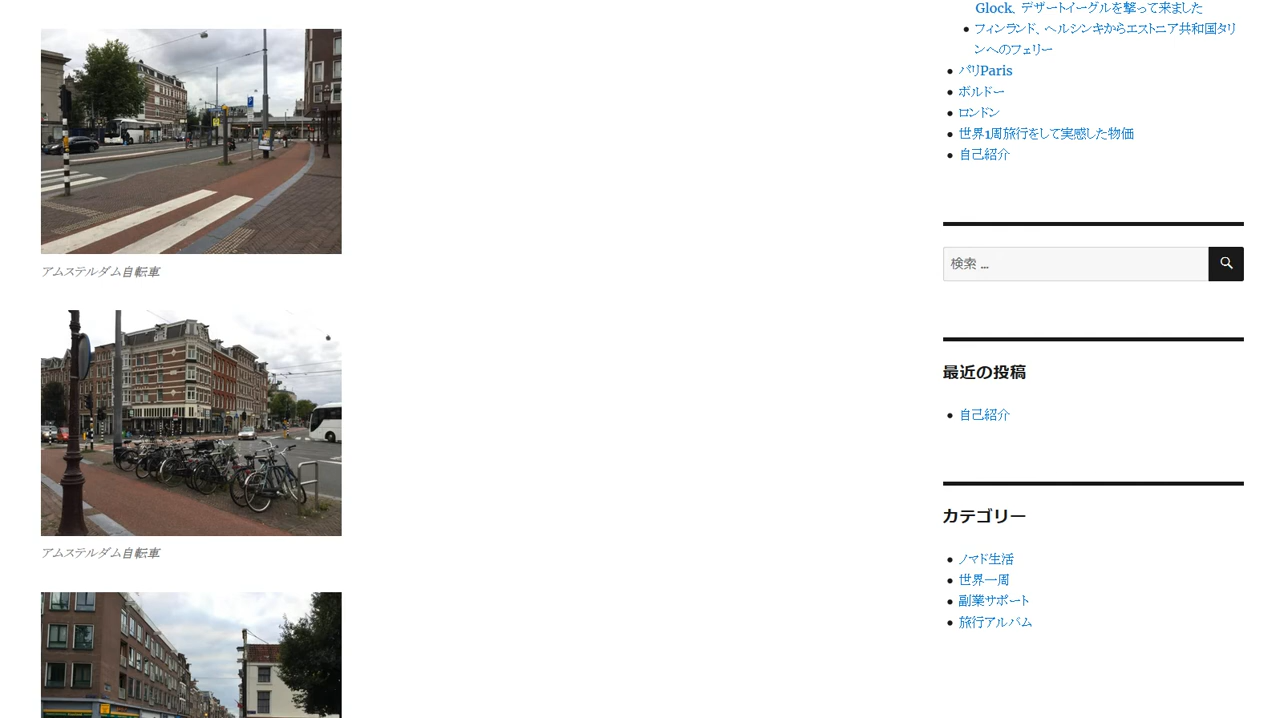 アムステルダム自転車
アムステルダム自転車
Glock、デザートイーグルを撃って来ました
フィンランド、ヘルシンキからエストニア共和国タリ
ンへのフェリー
パリParis
ボルドー
ロンドン
世界1周旅行をして実感した物価
自己紹介
検索 ...
最近の投稿
自己紹介
カテゴリー
ノマド生活
世界一周
副業サポート
旅行アルバム